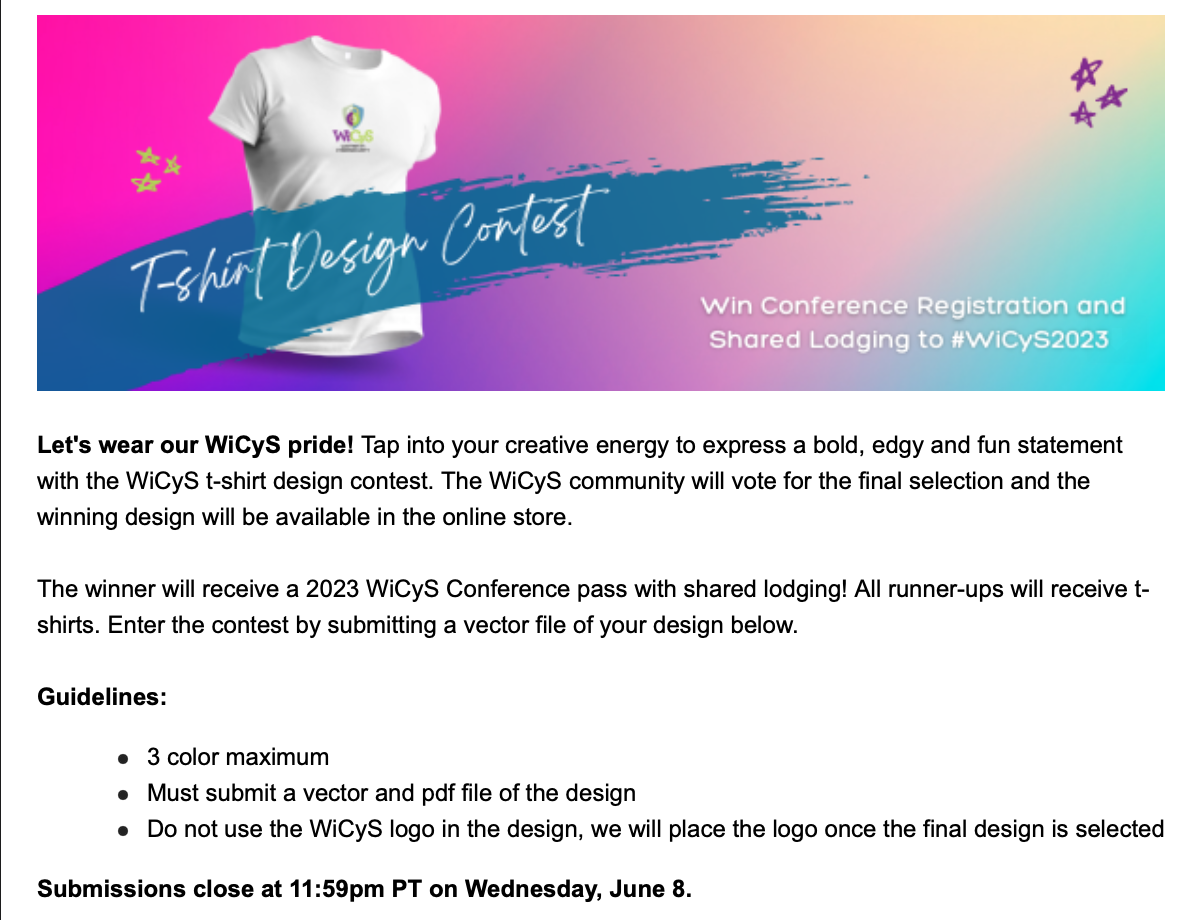 WiCyS
T-shirt Design Contest
Win Conference Registration and
Shared Lodging to #WiCyS2023
Let's wear our WiCyS pride! Tap into your creative energy to express a bold, edgy and fun statement
with the WiCyS t-shirt design contest. The WiCyS community will vote for the final selection and the
winning design will be available in the online store.
The winner will receive a 2023 WiCyS Conference pass with shared lodging! All runner-ups will receive t-
shirts. Enter the contest by submitting a vector file of your design below.
Guidelines:
• 3 color maximum
• Must submit a vector and pdf file of the design
• Do not use the WiCyS logo in the design, we will place the logo once the final design is selected
Submissions close at 11:59pm PT on Wednesday, June 8.